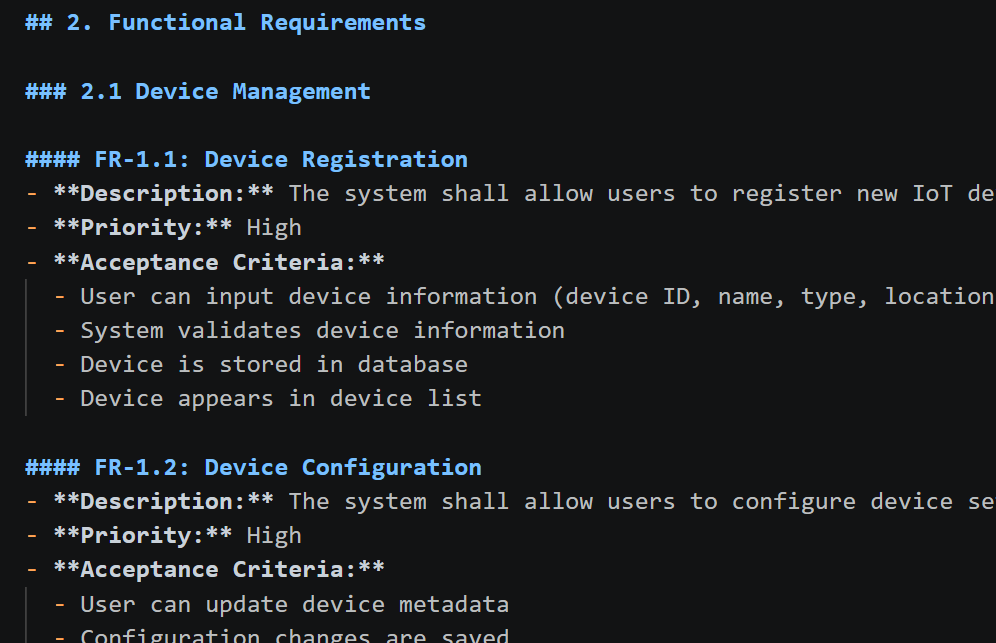 ## 2. Functional Requirements
### 2.1 Device Management
#### FR-1.1: Device Registration
- **Description:** The system shall allow users to register new IoT de
- **Priority:** High
- **Acceptance Criteria:**
- User can input device information (device ID, name, type, location
- System validates device information
- Device is stored in database
- Device appears in device list
#### FR-1.2: Device Configuration
- **Description:** The system shall allow users to configure device se
- **Priority:** High
- **Acceptance Criteria:**
- User can update device metadata
- Configuration changes are saved